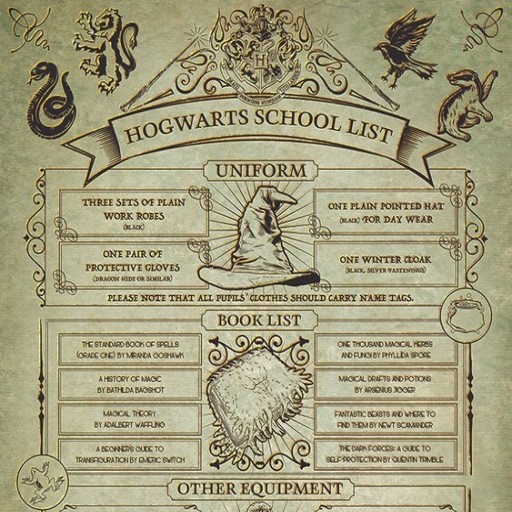 HOGWARTS SCHOOL LIST
UNIFORM
THREE SETS OF PLAIN
WORK ROBES
(BLACK)
ONE PLAIN POINTED HAT
(BLACK) FOR DAY WEAR
ONE PAIR OF
PROTECTIVE GLOVES
(DRAGON HIDE OR SIMILAR)
ONE WINTER CLOAK
(BLACK, SILVER FASTENINGS)
PLEASE NOTE THAT ALL PUPILS' CLOTHES SHOULD CARRY NAME TAGS.
BOOK LIST
THE STANDARD BOOK OF SPELLS
(GRADE ONE) BY MIRANDA GOSHAWK
ONE THOUSAND MAGICAL HERBS
AND FUNGI BY PHYLLIDA SPORE
A HISTORY OF MAGIC
BY BATHILDA BAGSHOT
MAGICAL DRAFTS AND POTIONS
BY ARSENIUS JIGGER
MAGICAL THEORY
BY ADALBERT WAFFLING
FANTASTIC BEASTS AND WHERE TO
FIND THEM BY NEWT SCAMANDER
A BEGINNER'S GUIDE TO
TRANSFIGURATION BY EMERIC SWITCH
THE DARK FORCES: A GUIDE TO
SELF-PROTECTION BY QUENTIN TRIMBLE
OTHER EQUIPMENT